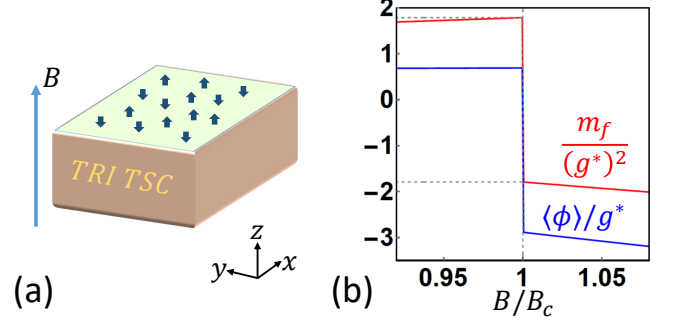 B
TRI TSC
z
y
x
(a)
(b)
2
1
0
−1
−2
−3
m_f
(g*)²
⟨ϕ⟩/g*
0.95
1
1.05
B/B_c